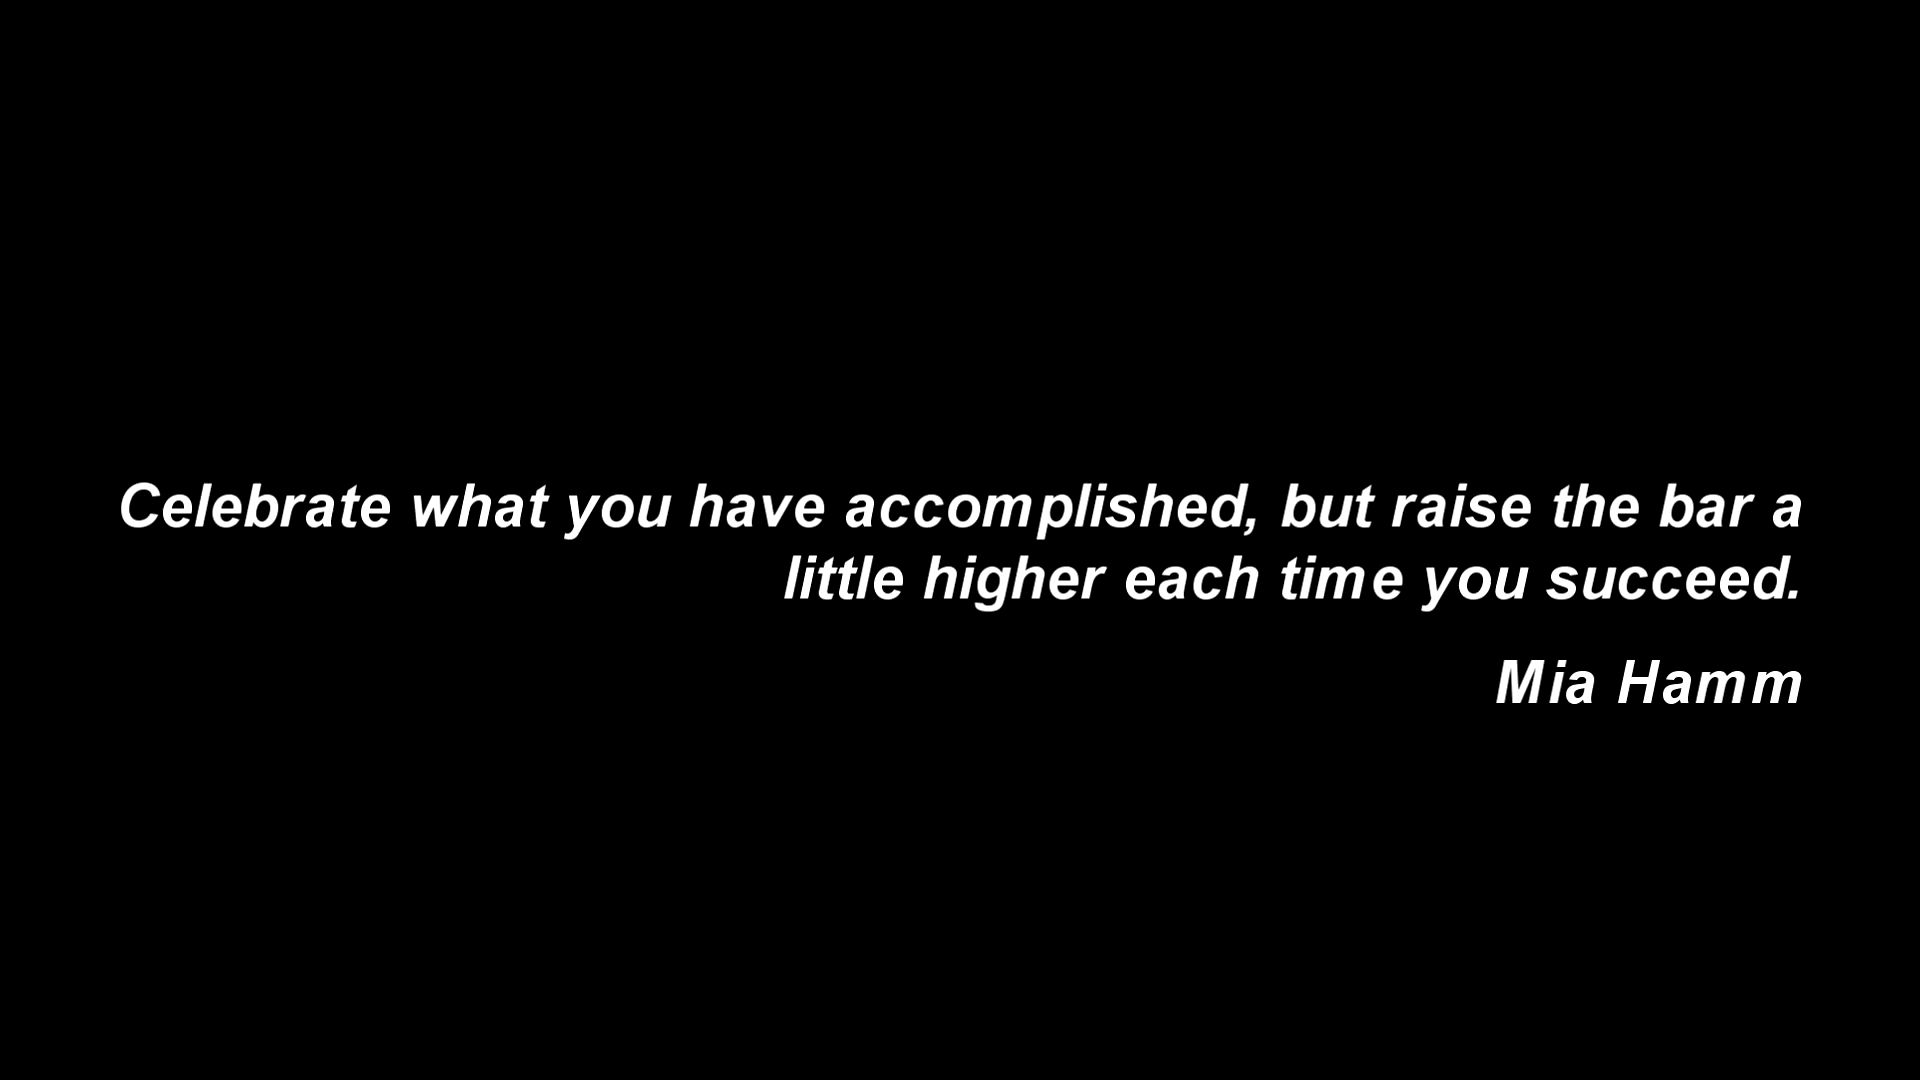 Celebrate what you have accomplished, but raise the bar a
little higher each time you succeed.
Mia Hamm